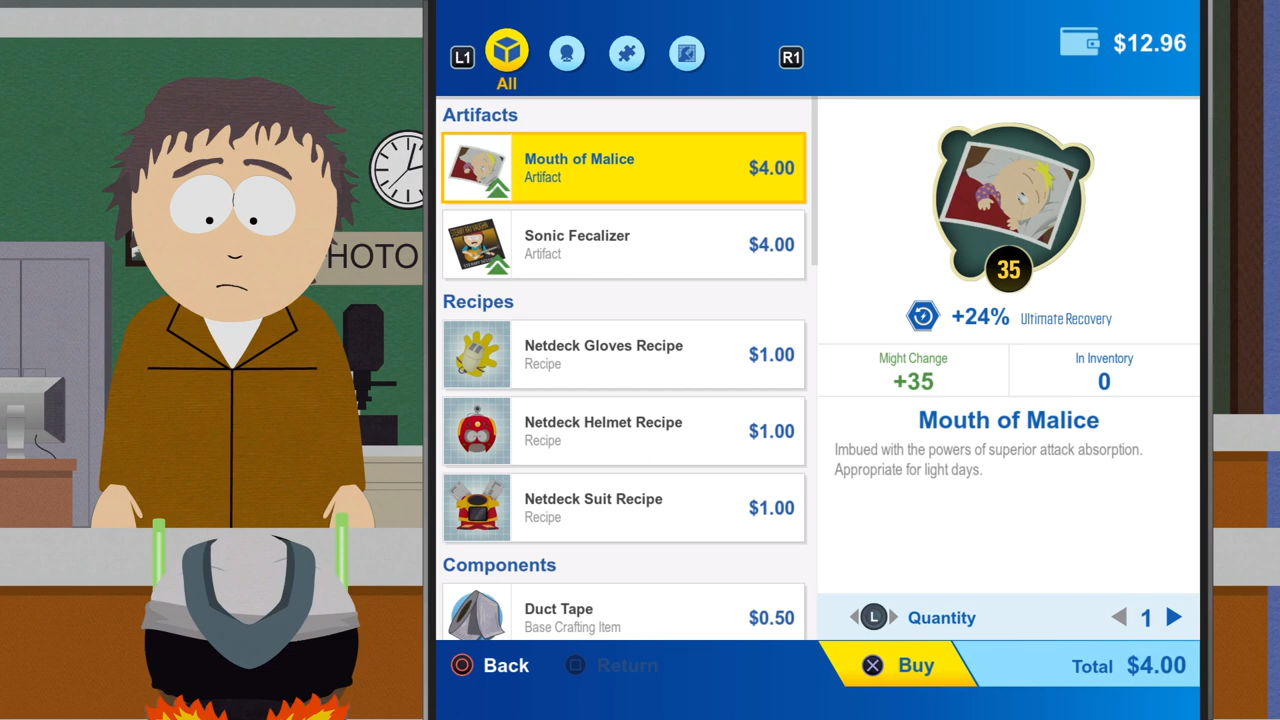 L1
All
R1
$12.96
Artifacts
Mouth of Malice
Artifact
$4.00
Sonic Fecalizer
Artifact
$4.00
Recipes
Netdeck Gloves Recipe
Recipe
$1.00
Netdeck Helmet Recipe
Recipe
$1.00
Netdeck Suit Recipe
Recipe
$1.00
Components
Duct Tape
Base Crafting Item
$0.50
35
+24% Ultimate Recovery
Might Change
+35
In Inventory
0
Mouth of Malice
Imbued with the powers of superior attack absorption.
Appropriate for light days.
L Quantity 1
Back
Return
Buy
Total $4.00
HOTO